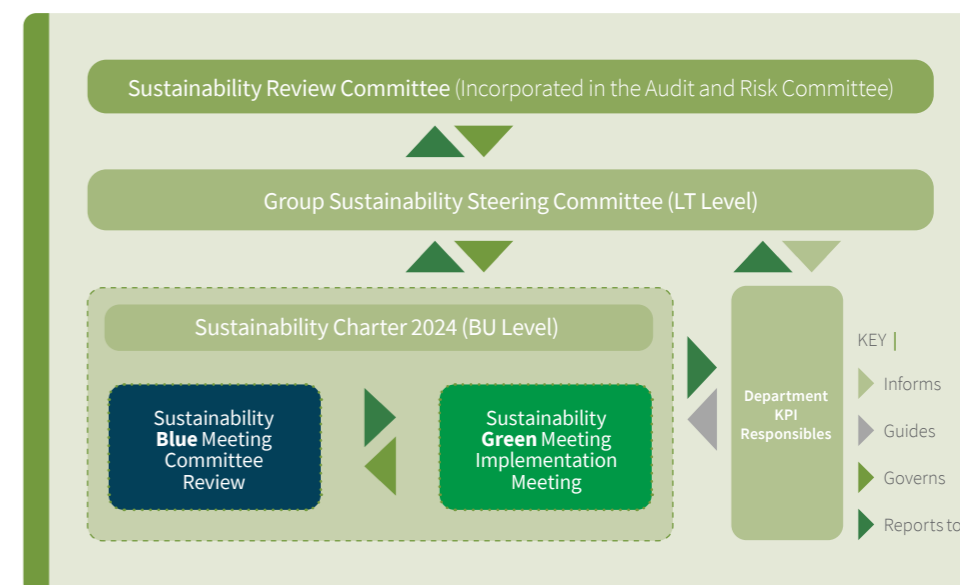 Sustainability Review Committee (Incorporated in the Audit and Risk Committee)
Group Sustainability Steering Committee (LT Level)
Sustainability Charter 2024 (BU Level)
Sustainability
Blue Meeting
Committee
Review
Sustainability
Green Meeting
Implementation
Meeting
Department
KPI
Responsibles
KEY |
Informs
Guides
Governs
Reports to